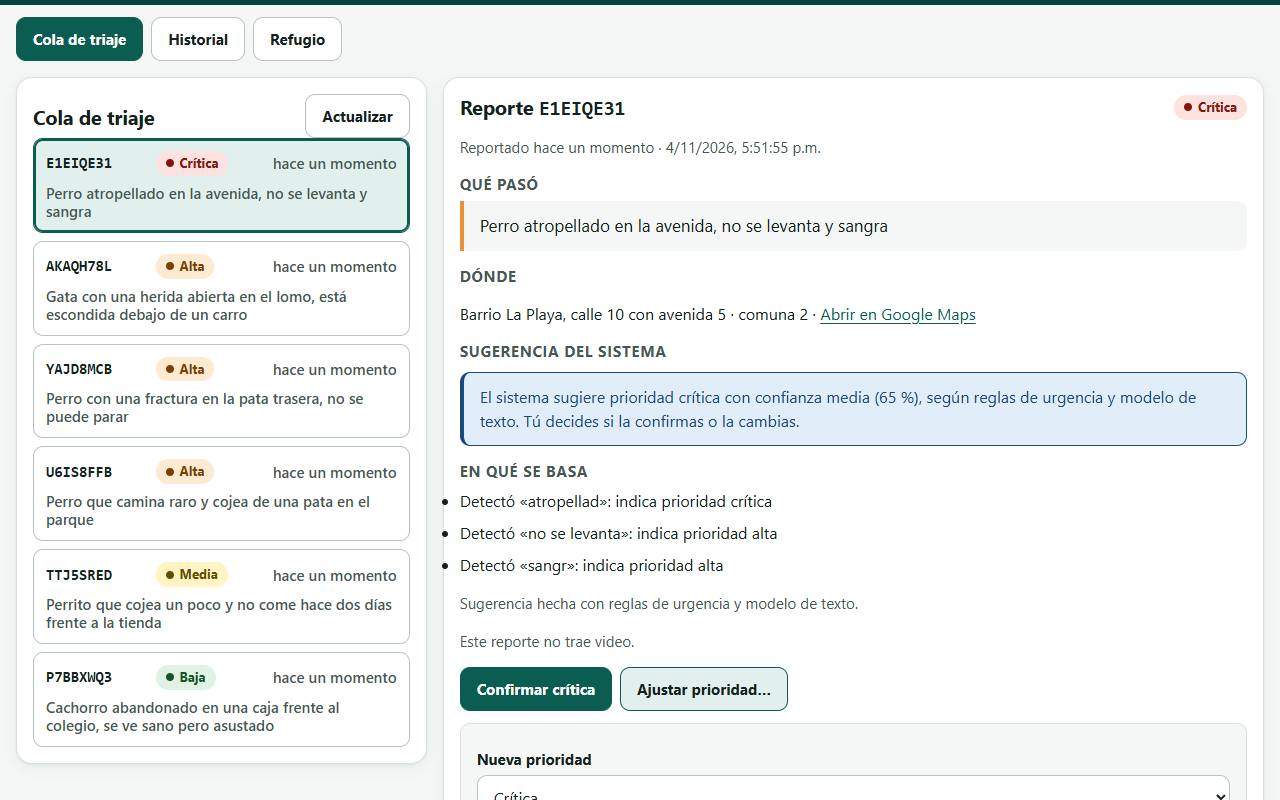 Cola de triaje
Historial
Refugio
Cola de triaje
Actualizar
E1EIQE31
Crítica
hace un momento
Perro atropellado en la avenida, no se levanta y
sangra
AKAQH78L
Alta
hace un momento
Gata con una herida abierta en el lomo, está
escondida debajo de un carro
YAJD8MCB
Alta
hace un momento
Perro con una fractura en la pata trasera, no se
puede parar
U6IS8FFB
Alta
hace un momento
Perro que camina raro y cojea de una pata en el
parque
TTJ5SRED
Media
hace un momento
Perrito que cojea un poco y no come hace dos días
frente a la tienda
P7BBXWQ3
Baja
hace un momento
Cachorro abandonado en una caja frente al
colegio, se ve sano pero asustado
Reporte E1EIQE31
Crítica
Reportado hace un momento · 4/11/2026, 5:51:55 p.m.
QUÉ PASÓ
Perro atropellado en la avenida, no se levanta y sangra
DÓNDE
Barrio La Playa, calle 10 con avenida 5 · comuna 2 · Abrir en Google Maps
SUGERENCIA DEL SISTEMA
El sistema sugiere prioridad crítica con confianza media (65 %), según reglas de urgencia y modelo de
texto. Tú decides si la confirmas o la cambias.
EN QUÉ SE BASA
Detectó «atropellad»: indica prioridad crítica
Detectó «no se levanta»: indica prioridad alta
Detectó «sangr»: indica prioridad alta
Sugerencia hecha con reglas de urgencia y modelo de texto.
Este reporte no trae video.
Confirmar crítica
Ajustar prioridad...
Nueva prioridad
Crítica